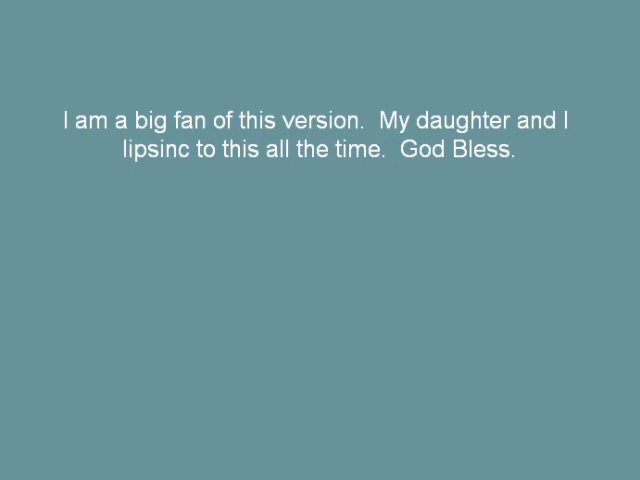 I am a big fan of this version.  My daughter and I
lipsinc to this all the time.  God Bless.